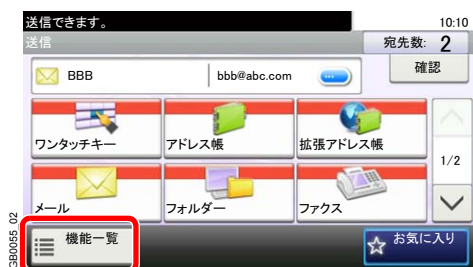 送信できます。
10:10
送信
宛先数: 2
BBB
bbb@abc.com
確認
ワンタッチキー
アドレス帳
拡張アドレス帳
1/2
メール
フォルダー
ファクス
機能一覧
お気に入り
GB0055_02